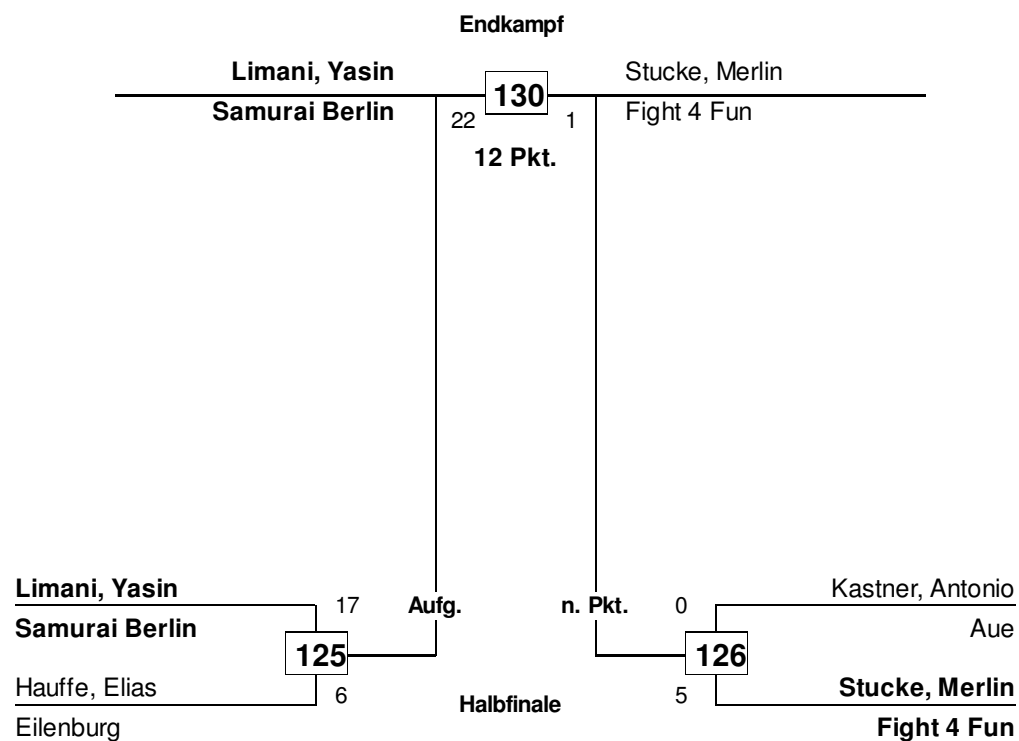 Endkampf
Limani, Yasin
Samurai Berlin
130
Stucke, Merlin
Fight 4 Fun
22
1
12 Pkt.
Limani, Yasin
Samurai Berlin
17
Aufg.
125
Hauffe, Elias
Eilenburg
6
Halbfinale
n. Pkt.
0
Kastner, Antonio
Aue
126
5
Stucke, Merlin
Fight 4 Fun